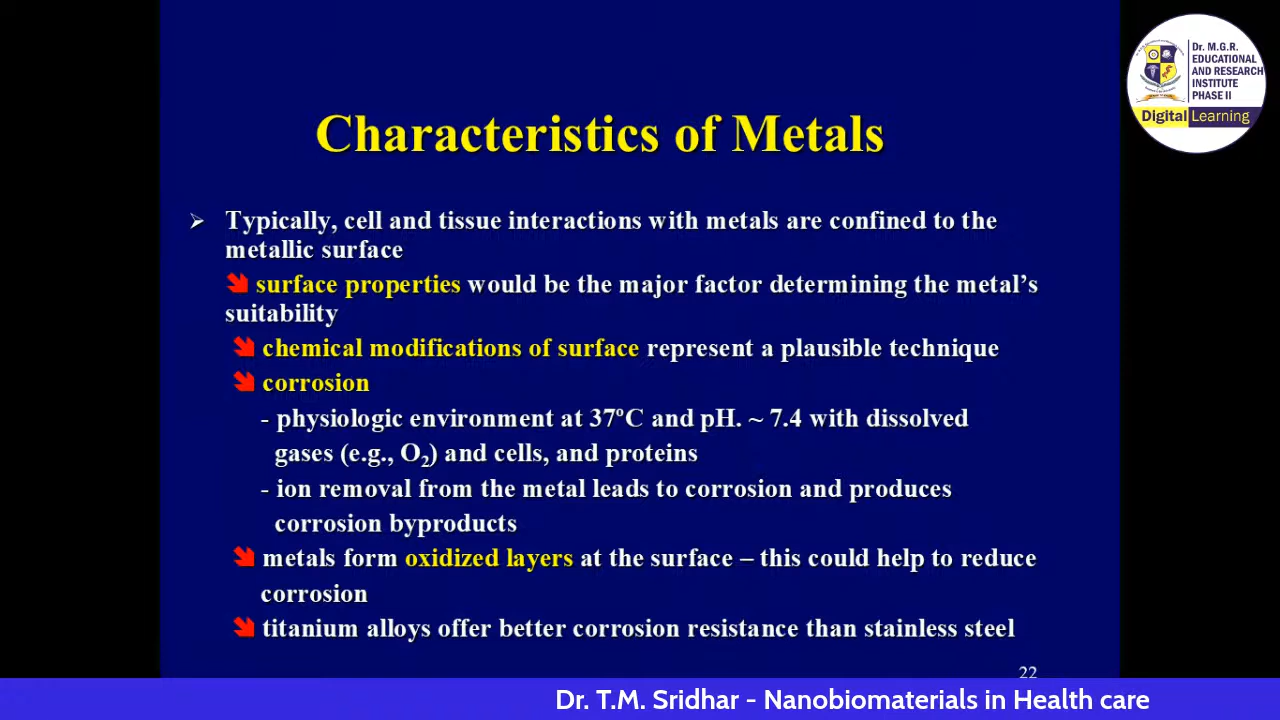 Characteristics of Metals
Dr. M.G.R.
EDUCATIONAL
AND RESEARCH
INSTITUTE
PHASE II
Digital Learning
➢ Typically, cell and tissue interactions with metals are confined to the
metallic surface
surface properties would be the major factor determining the metal's
suitability
chemical modifications of surface represent a plausible technique
corrosion
- physiologic environment at 37ºC and pH. ~ 7.4 with dissolved
gases (e.g., O₂) and cells, and proteins
- ion removal from the metal leads to corrosion and produces
corrosion byproducts
metals form oxidized layers at the surface – this could help to reduce
corrosion
titanium alloys offer better corrosion resistance than stainless steel
22
Dr. T.M. Sridhar - Nanobiomaterials in Health care